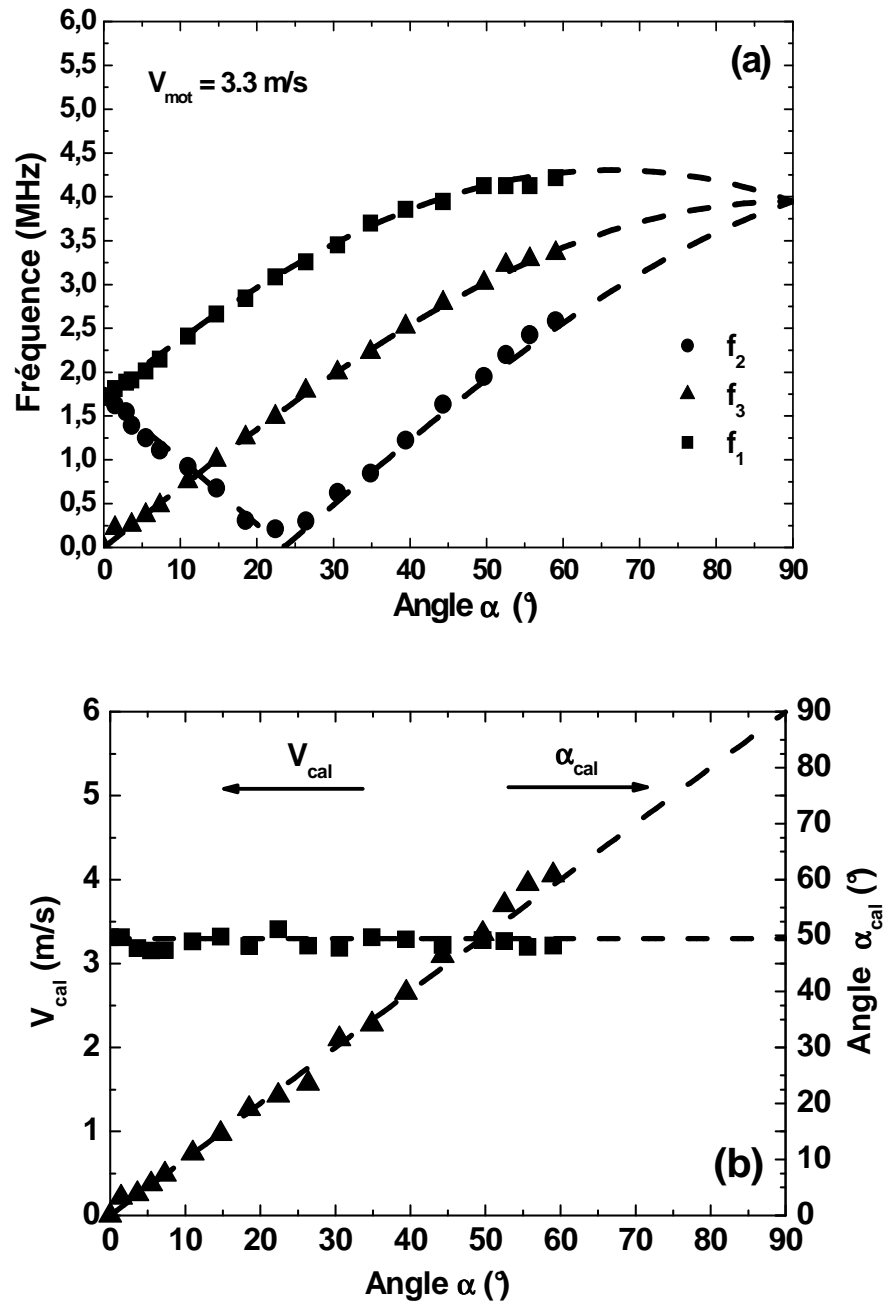 6,0
5,5
5,0
4,5
4,0
3,5
3,0
2,5
2,0
1,5
1,0
0,5
0,0
Fréquence (MHz)
V_mot = 3.3 m/s
(a)
f_2
f_3
f_1
0 10 20 30 40 50 60 70 80 90
Angle α (°)
6
5
4
3
2
1
0
V_cal (m/s)
V_cal
α_cal
(b)
90
80
70
60
50
40
30
20
10
0
Angle α_cal (°)
0 10 20 30 40 50 60 70 80 90
Angle α (°)